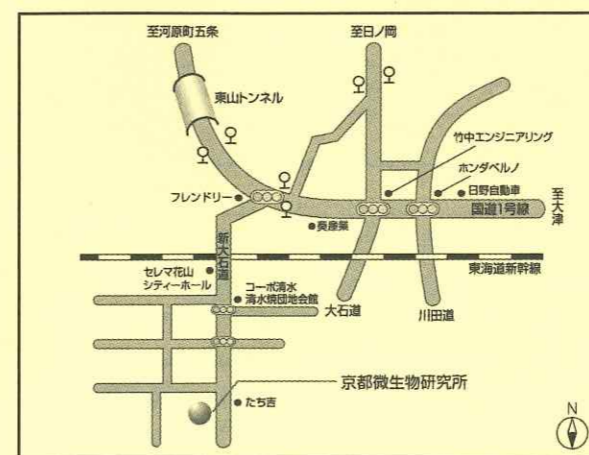 至河原町五条
至日ノ岡
東山トンネル
竹中エンジニアリング
ホンダベルノ
フレンドリー
日野自動車
至大津
国道1号線
葵産業
新大石道
東海道新幹線
セレマ花山
シティーホール
コーポ清水
清水焼団地会館
大石道
川田道
京都微生物研究所
たち吉
N